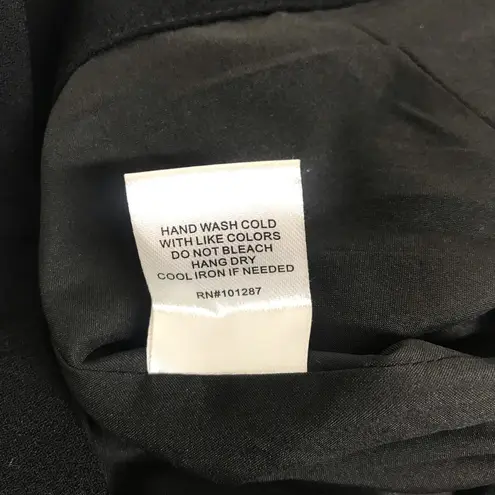 HAND WASH COLD
WITH LIKE COLORS
DO NOT BLEACH
HANG DRY
COOL IRON IF NEEDED
RN#101287